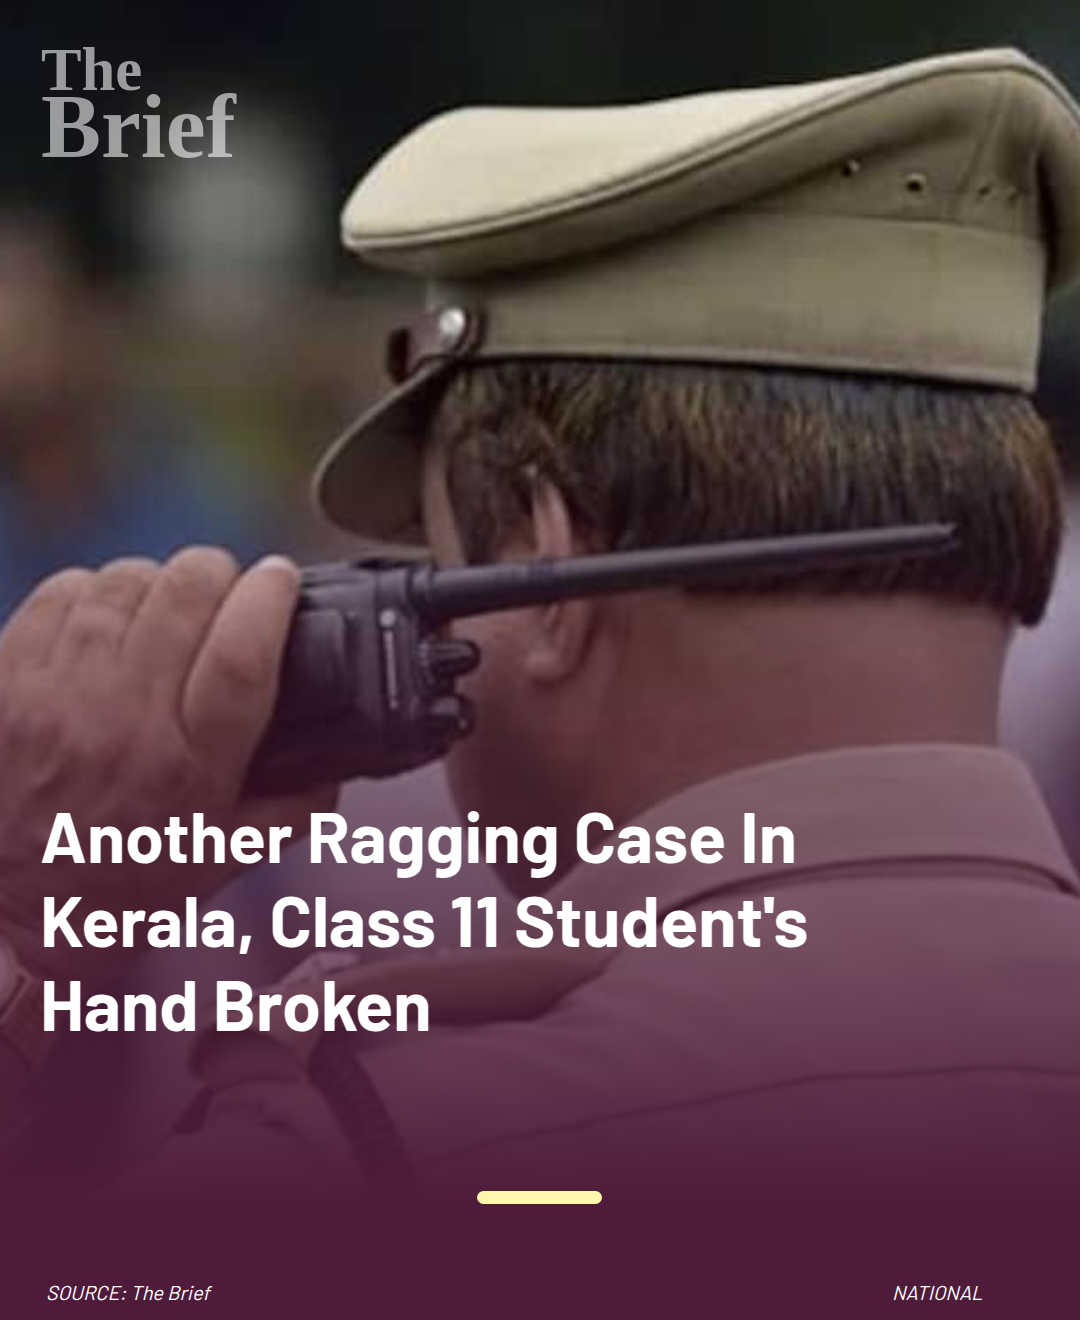 The
Brief
Another Ragging Case In
Kerala, Class 11 Student's
Hand Broken
SOURCE: The Brief
NATIONAL